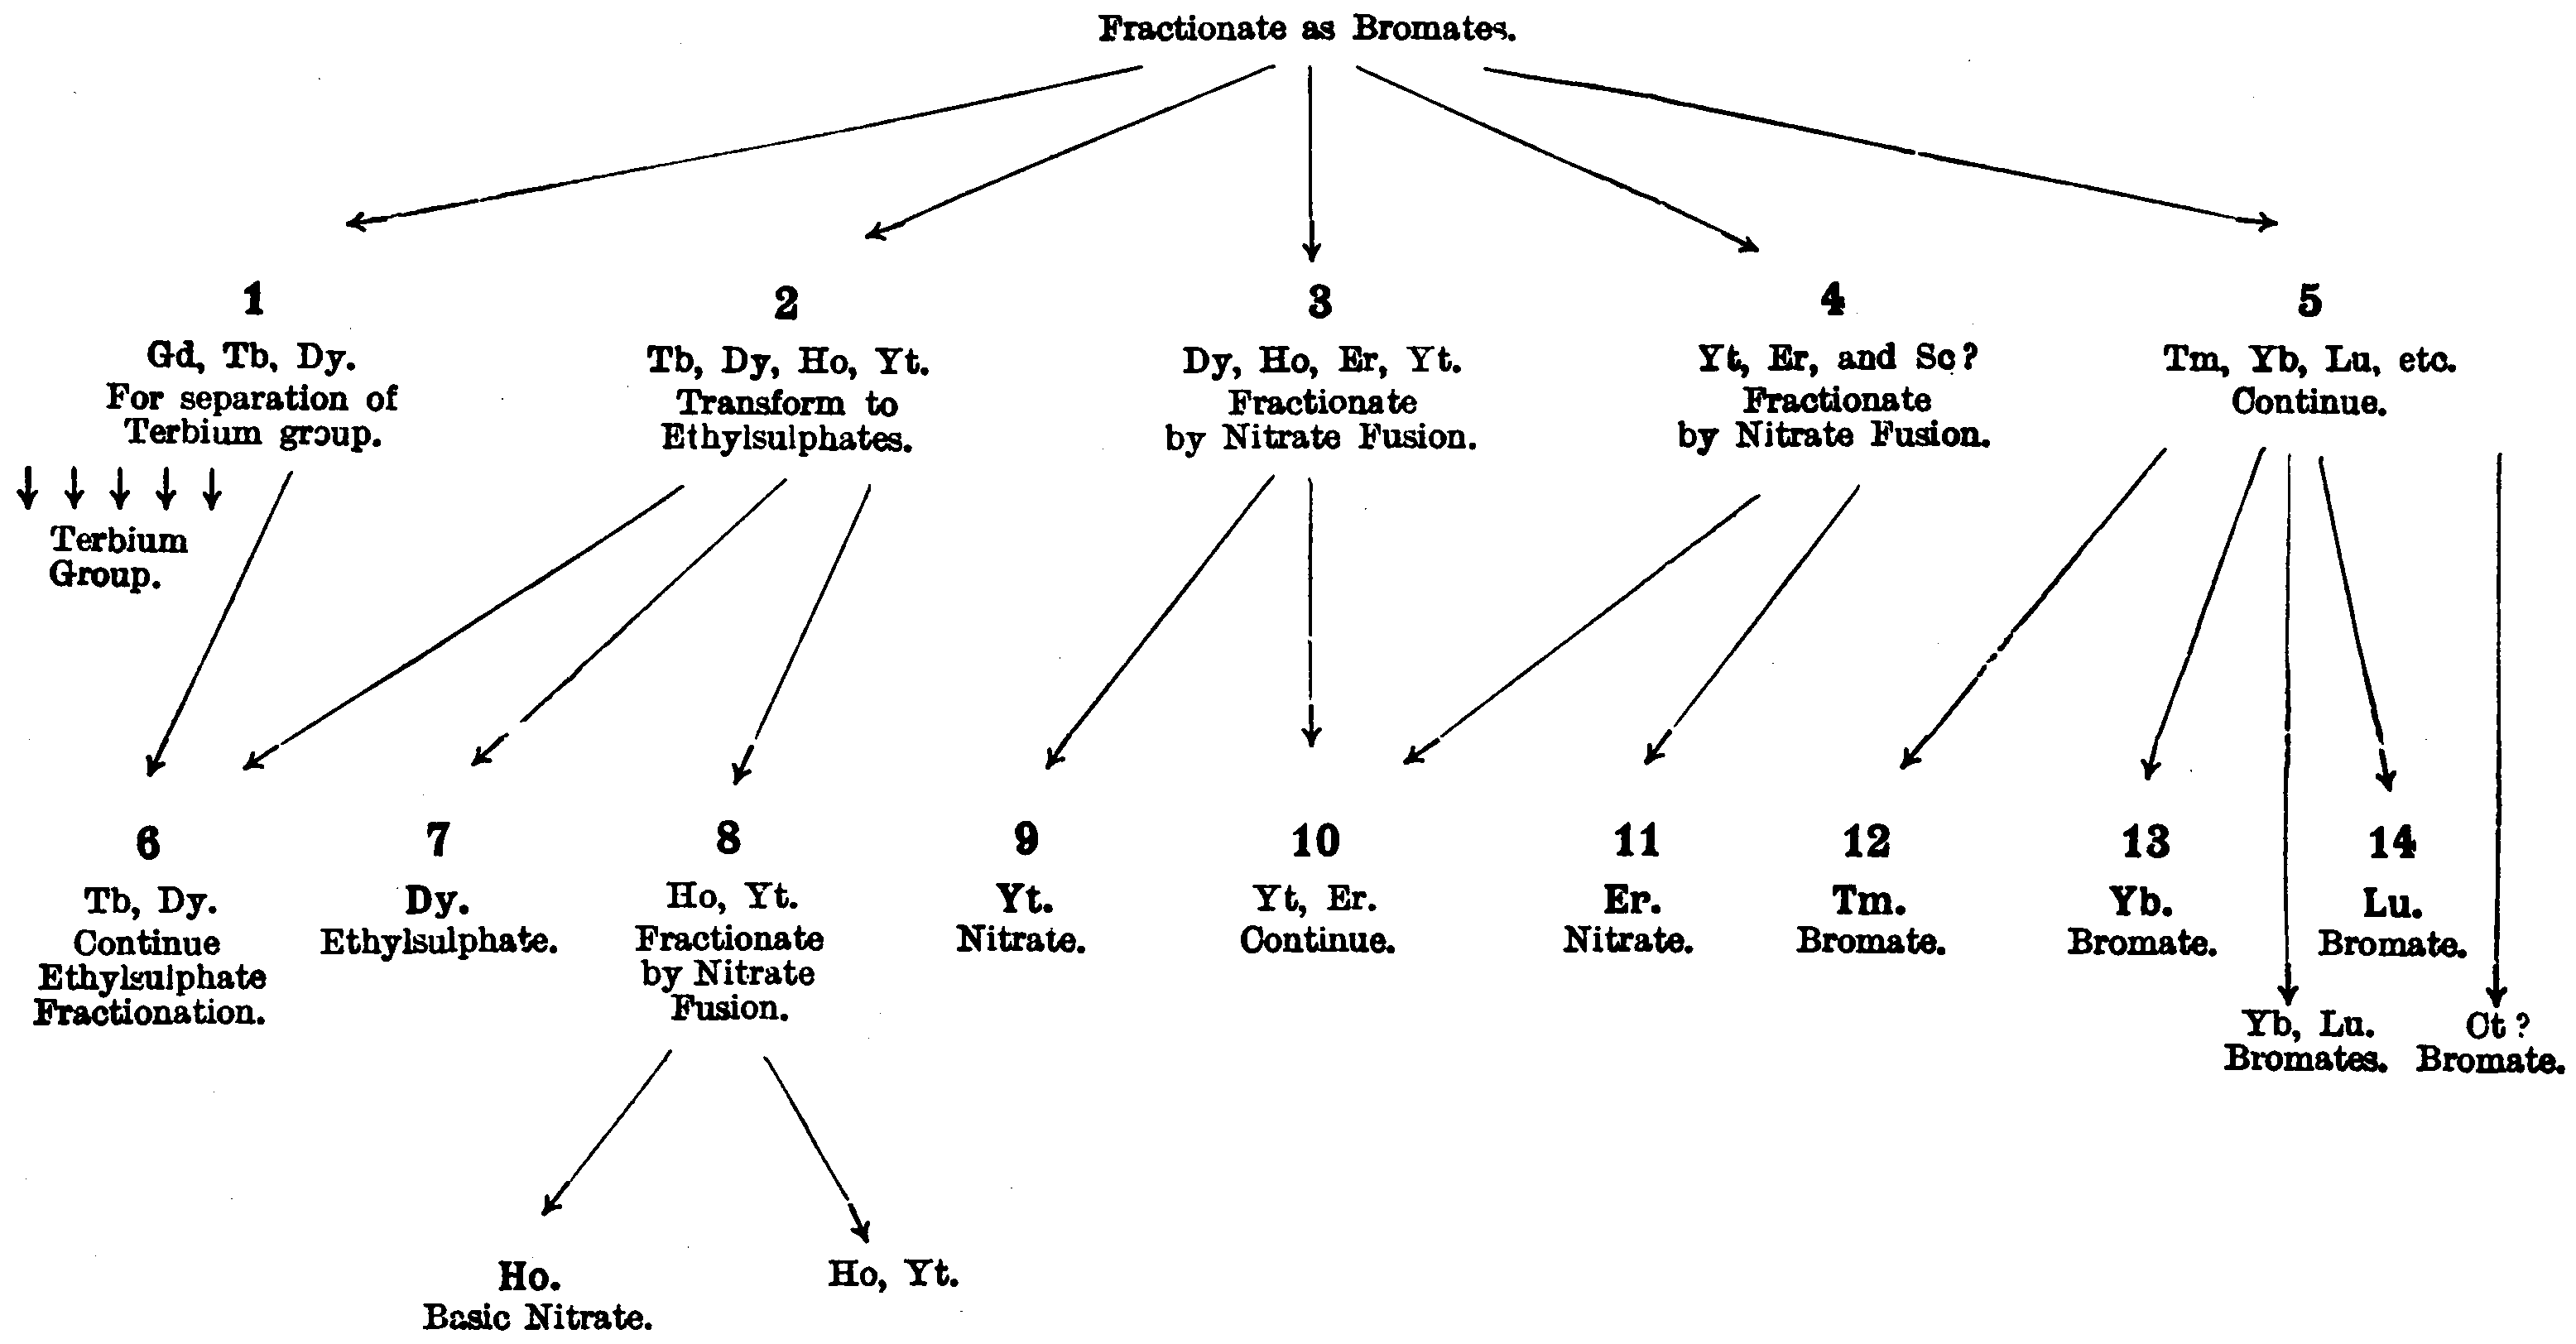 Fractionate as Bromates.
1
Gd, Tb, Dy.
For separation of
Terbium group.
2
Tb, Dy, Ho, Yt.
Transform to
Ethylsulphates.
3
Dy, Ho, Er, Yt.
Fractionate
by Nitrate Fusion.
4
Yt, Er, and Sc?
Fractionate
by Nitrate Fusion.
5
Tm, Yb, Lu, etc.
Continue.
Terbium
Group.
6
Tb, Dy.
Continue
Ethylsulphate
Fractionation.
7
Dy.
Ethylsulphate.
8
Ho, Yt.
Fractionate
by Nitrate
Fusion.
9
Yt.
Nitrate.
10
Yt, Er.
Continue.
11
Er.
Nitrate.
12
Tm.
Bromate.
13
Yb.
Bromate.
14
Lu.
Bromate.
Yb, Lu.
Bromates.
Ct?
Bromate.
Ho.
Basic Nitrate.
Ho, Yt.